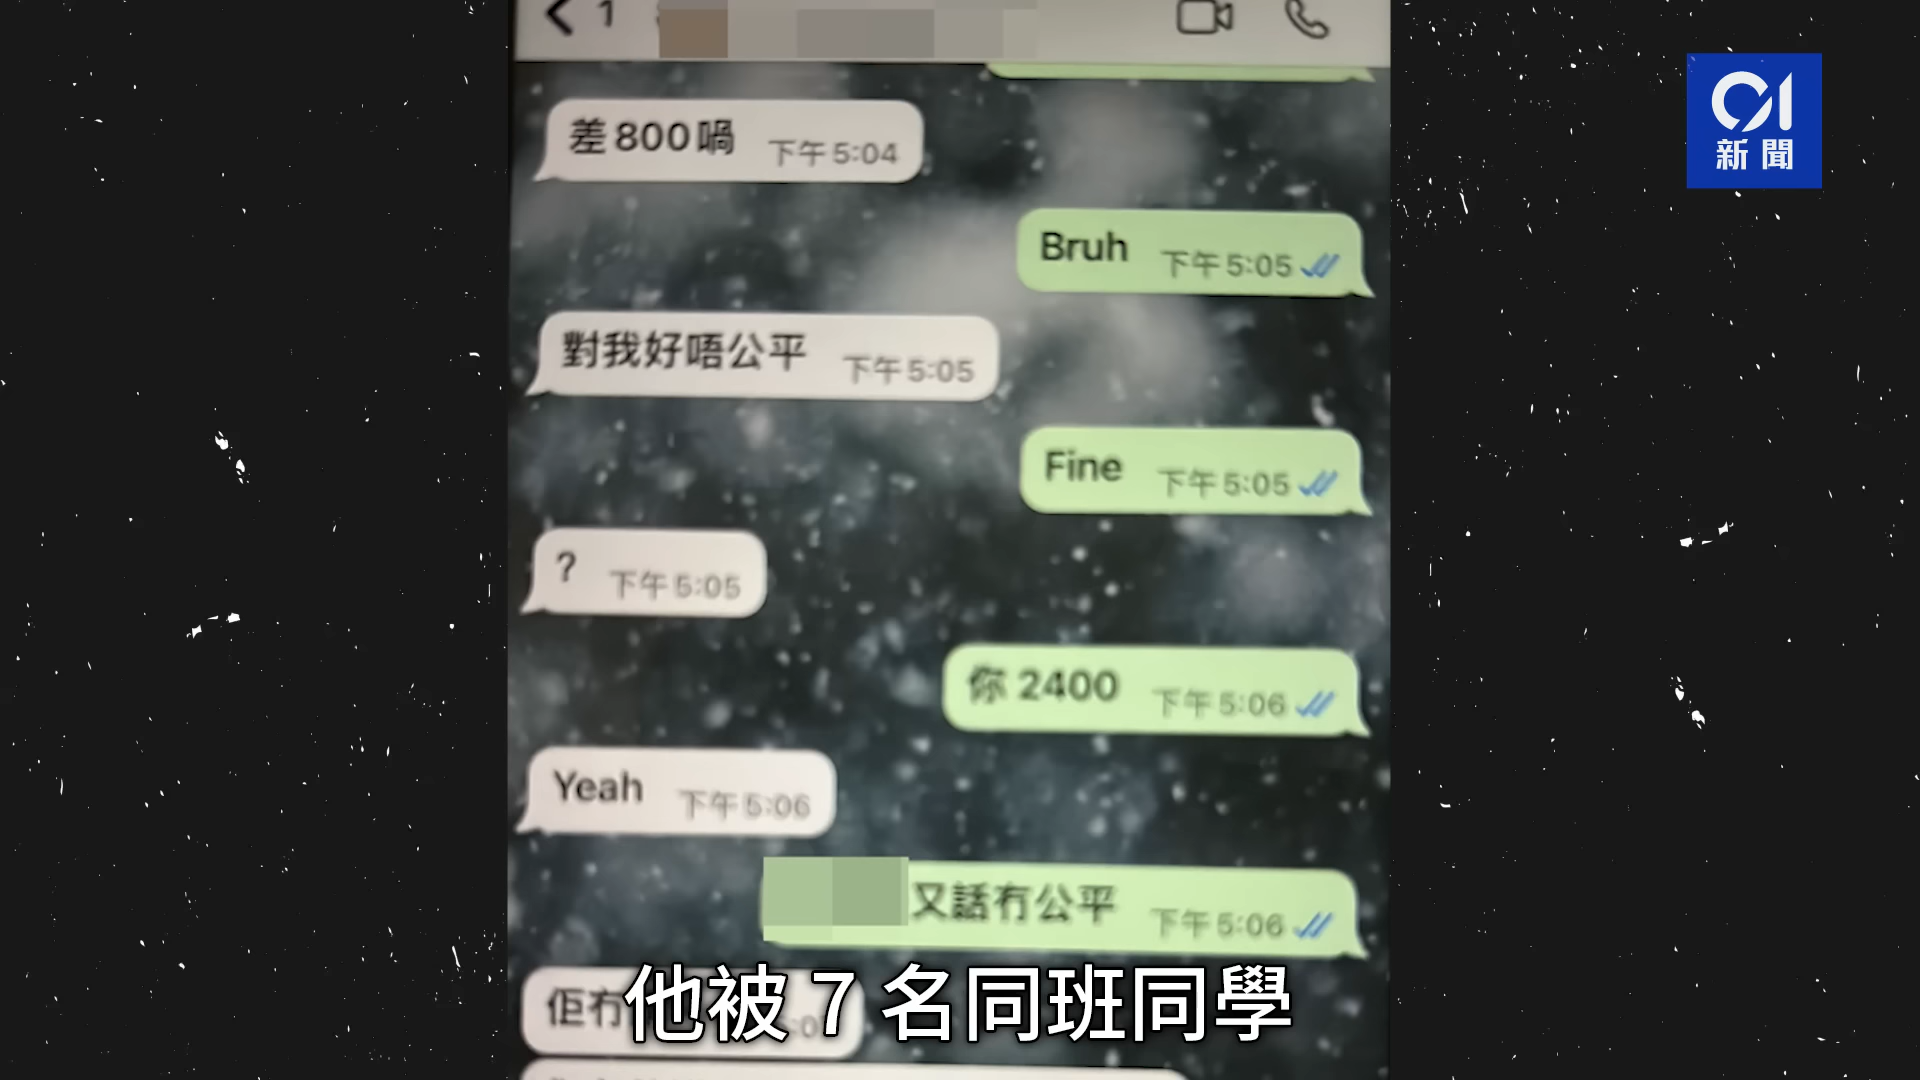 1
01
新聞
差800喎 下午5:04
Bruh 下午5:05
對我好唔公平 下午5:05
Fine 下午5:05
? 下午5:05
你 2400 下午5:06
Yeah 下午5:06
又話冇公平 下午5:06
佢冇
他被 7 名同班同學